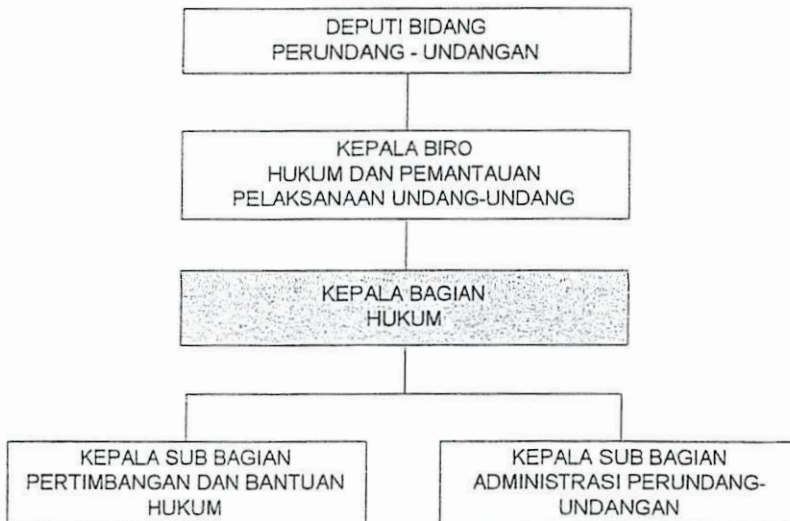 DEPUTI BIDANG
PERUNDANG - UNDANGAN
KEPALA BIRO
HUKUM DAN PEMANTAUAN
PELAKSANAAN UNDANG-UNDANG
KEPALA BAGIAN
HUKUM
KEPALA SUB BAGIAN
PERTIMBANGAN DAN BANTUAN
HUKUM
KEPALA SUB BAGIAN
ADMINISTRASI PERUNDANG-
UNDANGAN